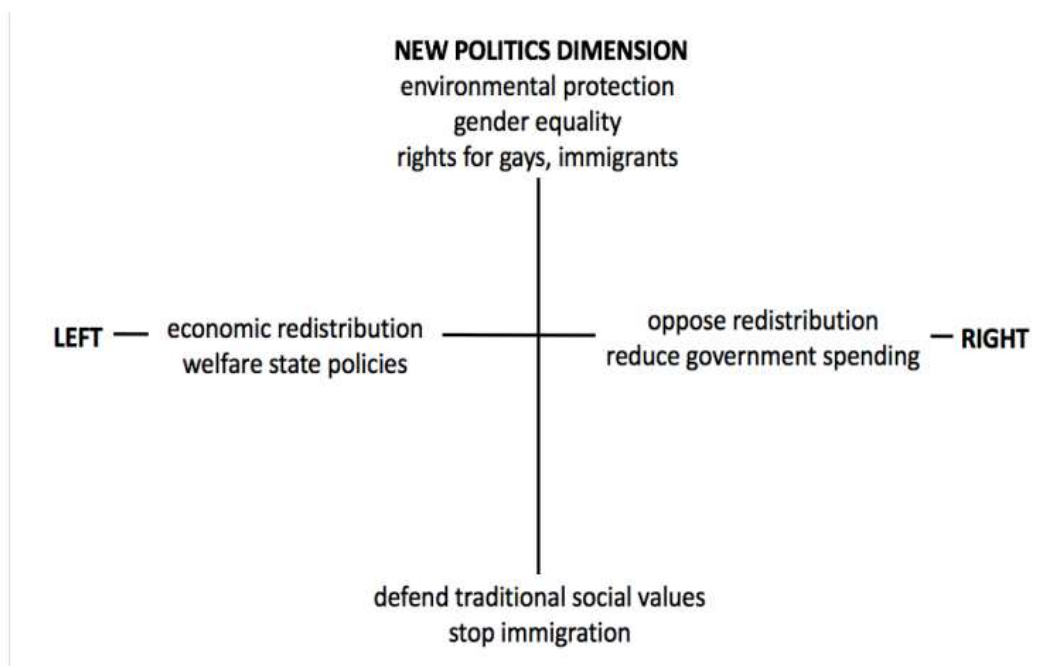 NEW POLITICS DIMENSION
environmental protection
gender equality
rights for gays, immigrants
LEFT
economic redistribution
welfare state policies
oppose redistribution
reduce government spending
RIGHT
defend traditional social values
stop immigration